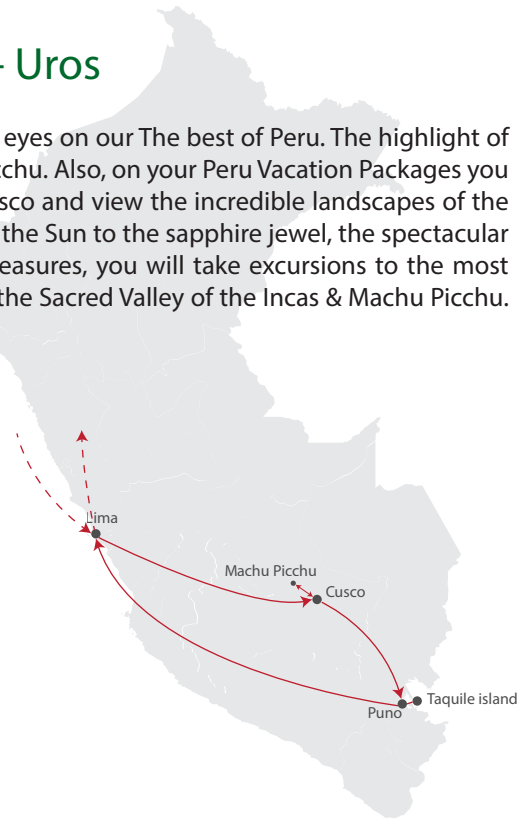 - Uros
eyes on our The best of Peru. The highlight of
tchu. Also, on your Peru Vacation Packages you
sco and view the incredible landscapes of the
the Sun to the sapphire jewel, the spectacular
easures, you will take excursions to the most
the Sacred Valley of the Incas & Machu Picchu.
Lima
Machu Picchu
Cusco
Taquile island
Puno